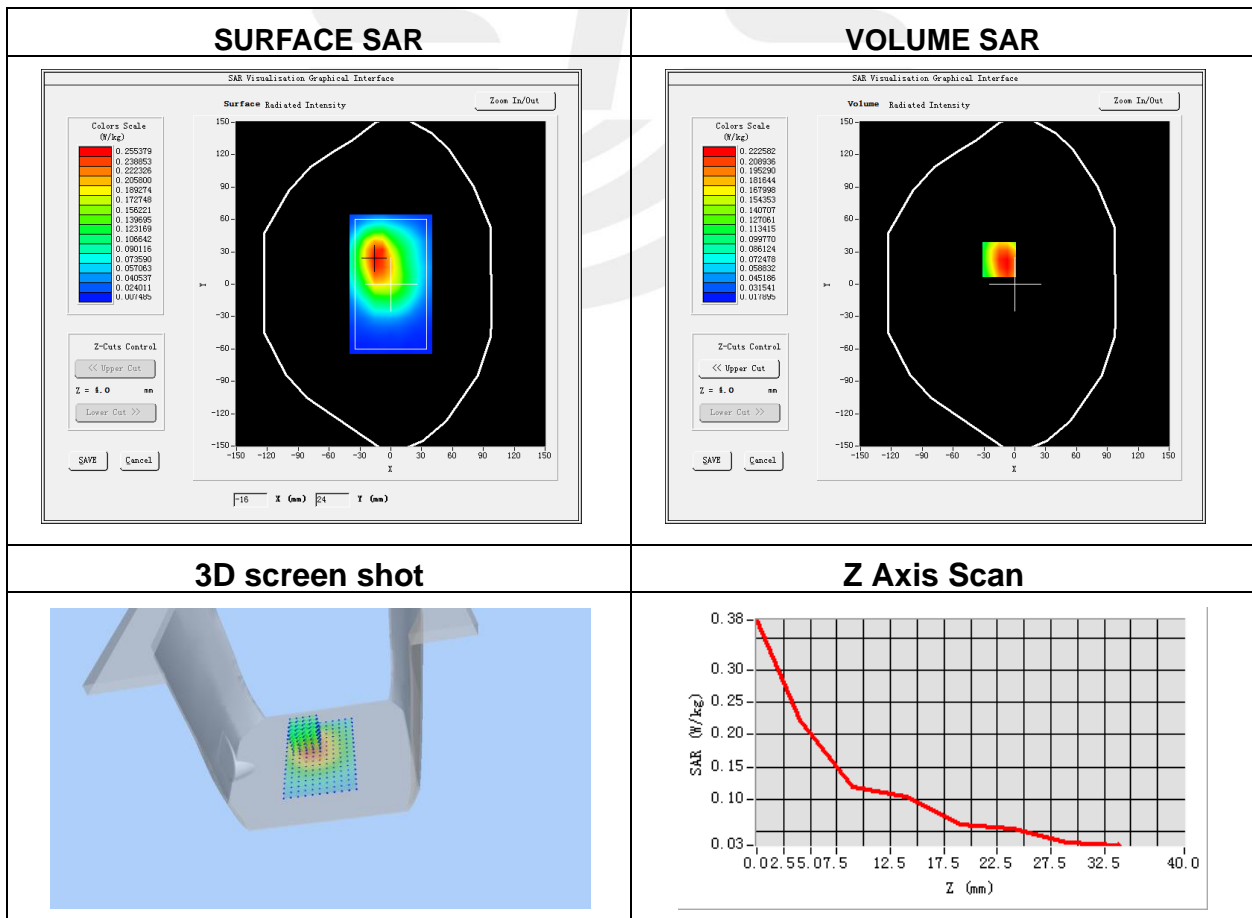 SURFACE SAR
VOLUME SAR
SAR Visualisation Graphical Interface
Surface Radiated Intensity
Zoom In/Out
Colors Scale
(W/kg)
0.255379
0.238853
0.222326
0.205800
0.189274
0.172748
0.156221
0.139695
0.123169
0.106642
0.090116
0.073590
0.057063
0.040537
0.024011
0.007485
Z-Cuts Control
<< Upper Cut
Z = 4.0 mm
Lower Cut >>
SAVE Cancel
150
120
90
60
30
0
-30
-60
-90
-120
-150
Y
-150 -120 -90 -60 -30 0 30 60 90 120 150
X
-16 X (mm) 24 Y (mm)
SAR Visualisation Graphical Interface
Volume Radiated Intensity
Zoom In/Out
Colors Scale
(W/kg)
0.222582
0.208936
0.195290
0.181644
0.167998
0.154353
0.140707
0.127061
0.113415
0.099770
0.086124
0.072478
0.058832
0.045186
0.031541
0.017895
Z-Cuts Control
<< Upper Cut
Z = 4.0 mm
Lower Cut >>
SAVE Cancel
150
120
90
60
30
0
-30
-60
-90
-120
-150
Y
-150 -120 -90 -60 -30 0 30 60 90 120 150
X
3D screen shot
Z Axis Scan
0.38
0.30
0.25
0.20
0.15
0.10
0.03
SAR (W/kg)
0.0 2.5 5.0 7.5 12.5 17.5 22.5 27.5 32.5 40.0
Z (mm)